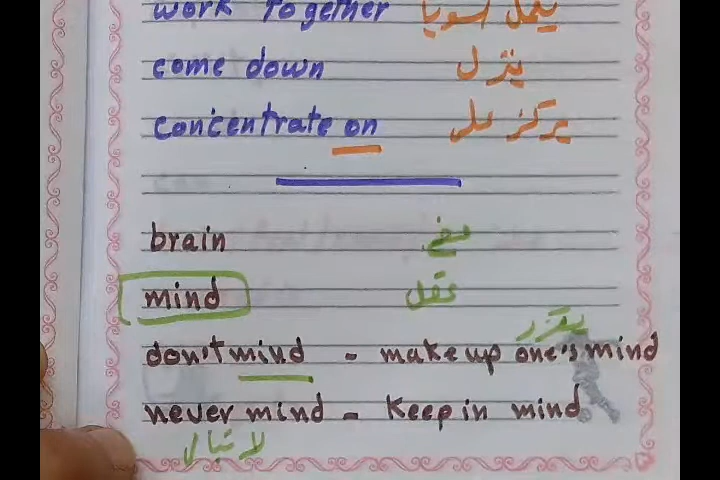 work together يعمل سويا
come down ينزل
concentrate on يركز على
brain مخ
mind عقل
يقرر
don't mind - make up one's mind
never mind - Keep in mind
لا تبال